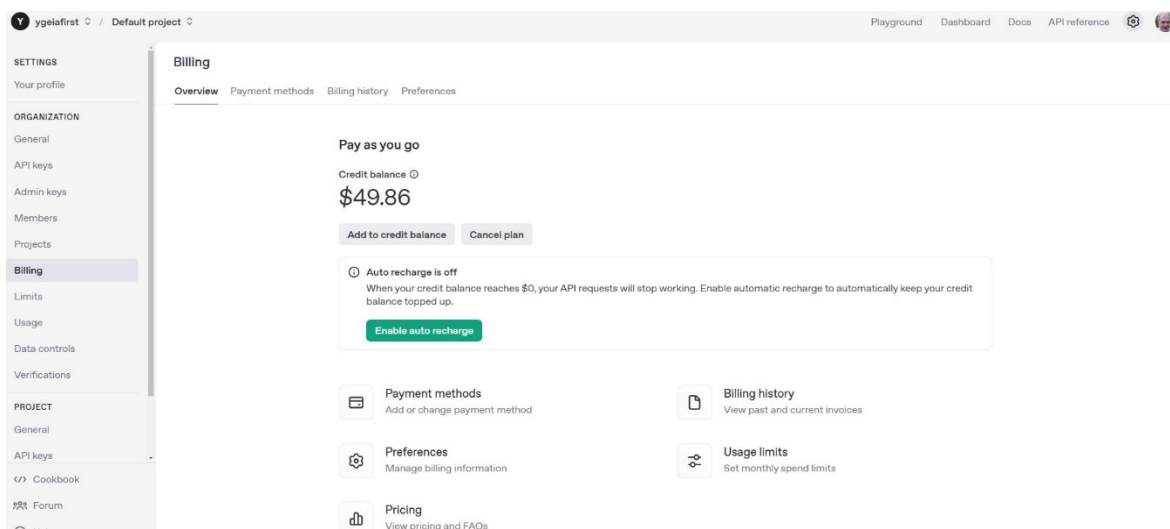 Y ygeiafirst / Default project
Playground Dashboard Docs API reference
SETTINGS
Your profile
ORGANIZATION
General
API keys
Admin keys
Members
Projects
Billing
Limits
Usage
Data controls
Verifications
PROJECT
General
API keys
Cookbook
Forum
Billing
Overview Payment methods Billing history Preferences
Pay as you go
Credit balance
$49.86
Add to credit balance Cancel plan
Auto recharge is off
When your credit balance reaches $0, your API requests will stop working. Enable automatic recharge to automatically keep your credit
balance topped up.
Enable auto recharge
Payment methods
Add or change payment method
Billing history
View past and current invoices
Preferences
Manage billing information
Usage limits
Set monthly spend limits
Pricing
View pricing and FAQs